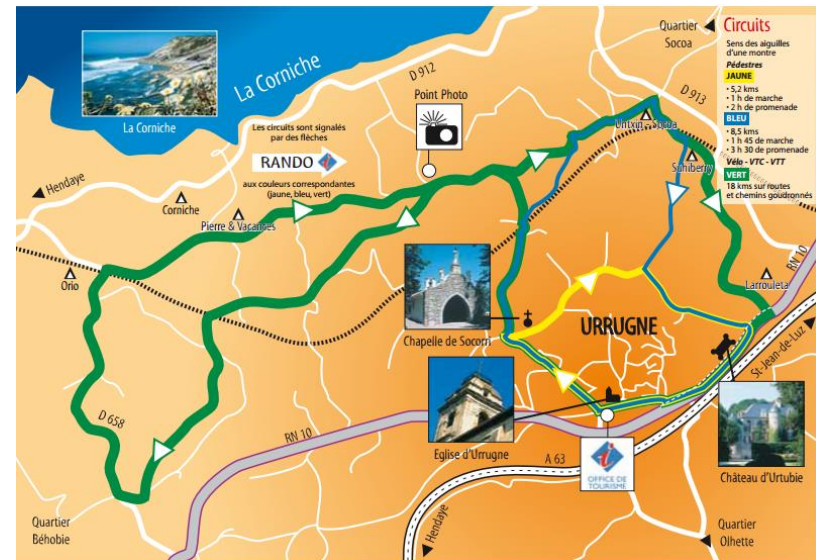 La Corniche
La Corniche
D 912
Quartier
Socoa
D 913
Circuits
Sens des aiguilles
d'une montre
Pédestres
JAUNE
• 5,2 kms
• 1 h de marche
• 2 h de promenade
BLEU
• 8,5 kms
• 1 h 45 de marche
• 3 h 30 de promenade
Vélo - VTC - VTT
VERT
18 kms sur routes
et chemins goudronnés
Point Photo
Les circuits sont signalés
par des flèches
RANDO i
aux couleurs correspondantes
(jaune, bleu, vert)
Hendaye
Corniche
Pierre & Vacances
Orio
Untxin - Socoa
Suhiberry
Larrouleta
RN 10
St-Jean-de-Luz
Chapelle de Socorri
URRUGNE
Eglise d'Urrugne
i
OFFICE DE
TOURISME
Château d'Urtubie
D 658
RN 10
A 63
Hendaye
Quartier
Béhobie
Quartier
Olhette